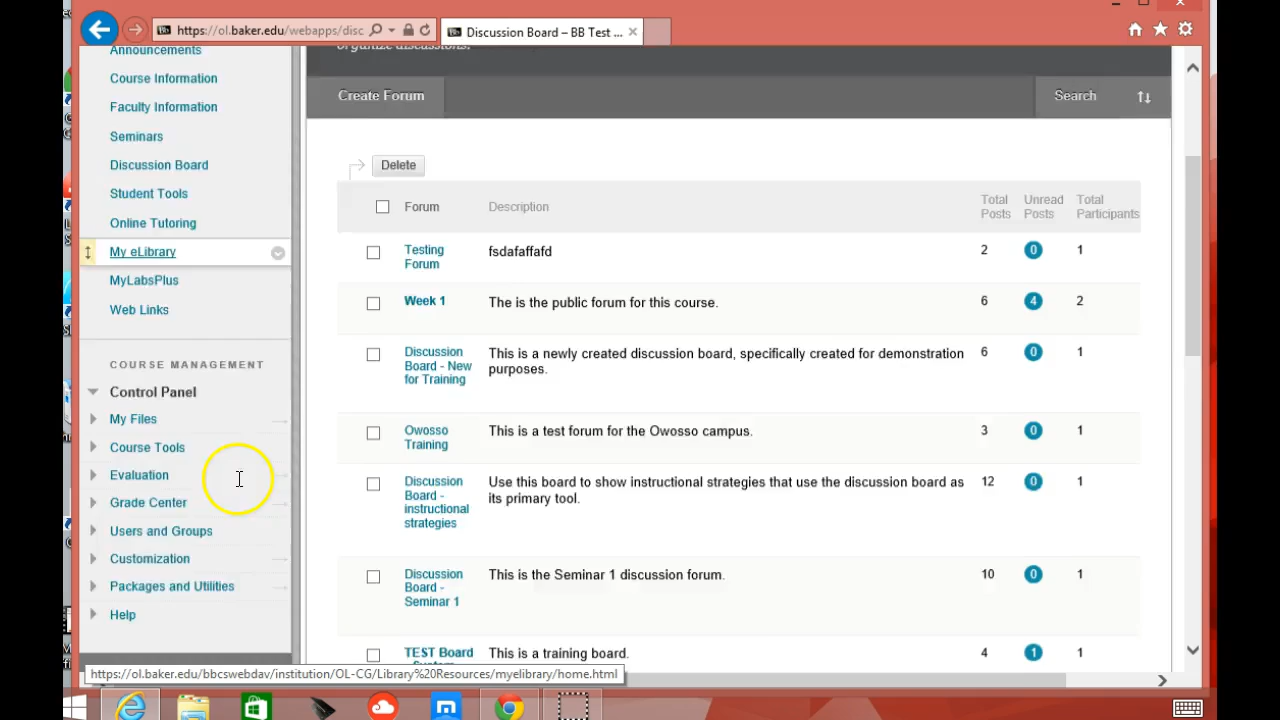 https://ol.baker.edu/webapps/disc
Discussion Board – BB Test ...
Announcements
Course Information
Faculty Information
Seminars
Discussion Board
Student Tools
Online Tutoring
My eLibrary
MyLabsPlus
Web Links
COURSE MANAGEMENT
Control Panel
My Files
Course Tools
Evaluation
Grade Center
Users and Groups
Customization
Packages and Utilities
Help
organize discussions.
Create Forum
Search
Delete
Forum
Description
Total
Posts
Unread
Posts
Total
Participants
Testing
Forum
fsdafaffafd
2
0
1
Week 1
The is the public forum for this course.
6
4
2
Discussion
Board - New
for Training
This is a newly created discussion board, specifically created for demonstration
purposes.
6
0
1
Owosso
Training
This is a test forum for the Owosso campus.
3
0
1
Discussion
Board -
instructional
strategies
Use this board to show instructional strategies that use the discussion board as
its primary tool.
12
0
1
Discussion
Board -
Seminar 1
This is the Seminar 1 discussion forum.
10
0
1
TEST Board
This is a training board.
4
1
1
https://ol.baker.edu/bbcswebdav/institution/OL-CG/Library%20Resources/myelibrary/home.html